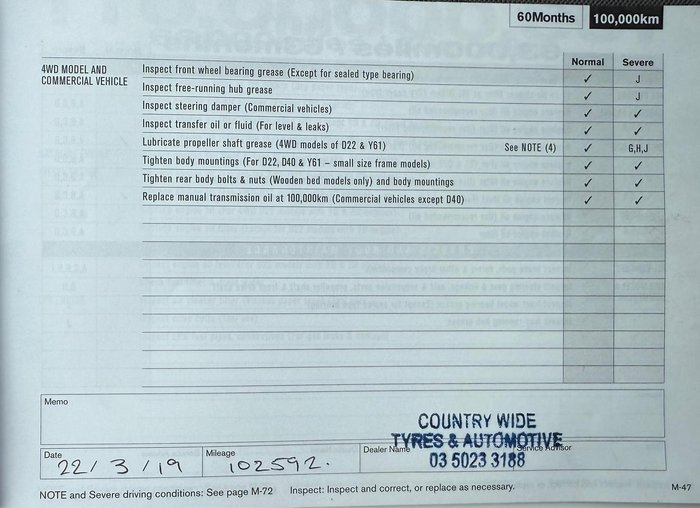 60Months 100,000km
Normal Severe
4WD MODEL AND
COMMERCIAL VEHICLE
Inspect front wheel bearing grease (Except for sealed type bearing) ✓ J
Inspect free-running hub grease ✓ J
Inspect steering damper (Commercial vehicles) ✓ ✓
Inspect transfer oil or fluid (For level & leaks) ✓ ✓
Lubricate propeller shaft grease (4WD models of D22 & Y61) See NOTE (4) ✓ G,H,J
Tighten body mountings (For D22, D40 & Y61 – small size frame models) ✓ ✓
Tighten rear body bolts & nuts (Wooden bed models only) and body mountings ✓ ✓
Replace manual transmission oil at 100,000km (Commercial vehicles except D40) ✓ ✓
Memo
COUNTRY WIDE
TYRES & AUTOMOTIVE
03 5023 3188
Date 22/3/19
Mileage 102592.
Dealer Name
Service Advisor
NOTE and Severe driving conditions: See page M-72 Inspect: Inspect and correct, or replace as necessary. M-47